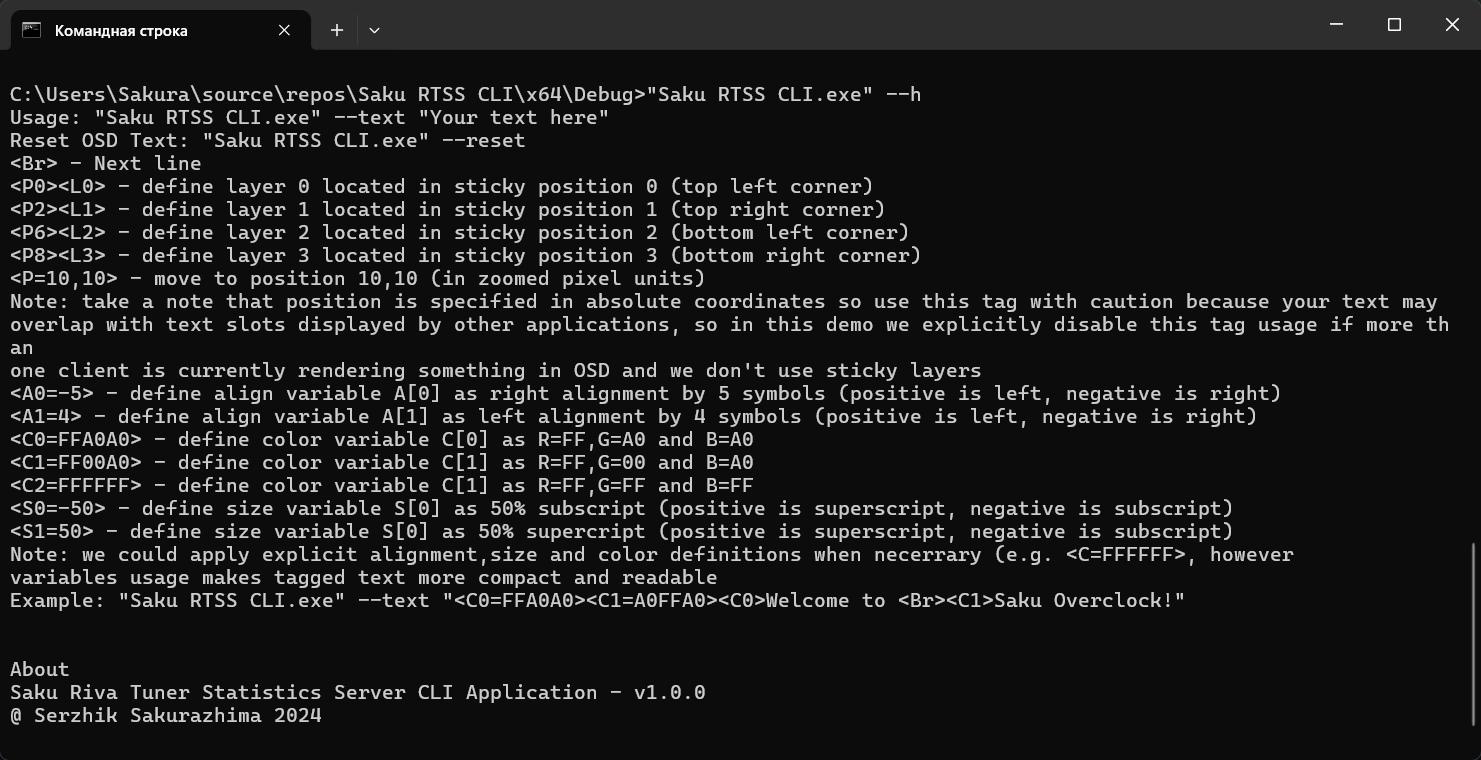 Командная строка
C:\Users\Sakura\source\repos\Saku RTSS CLI\x64\Debug>"Saku RTSS CLI.exe" --h
Usage: "Saku RTSS CLI.exe" --text "Your text here"
Reset OSD Text: "Saku RTSS CLI.exe" --reset
<Br> - Next line
<P0><L0> - define layer 0 located in sticky position 0 (top left corner)
<P2><L1> - define layer 1 located in sticky position 1 (top right corner)
<P6><L2> - define layer 2 located in sticky position 2 (bottom left corner)
<P8><L3> - define layer 3 located in sticky position 3 (bottom right corner)
<P=10,10> - move to position 10,10 (in zoomed pixel units)
Note: take a note that position is specified in absolute coordinates so use this tag with caution because your text may
overlap with text slots displayed by other applications, so in this demo we explicitly disable this tag usage if more th
an
one client is currently rendering something in OSD and we don't use sticky layers
<A0=-5> - define align variable A[0] as right alignment by 5 symbols (positive is left, negative is right)
<A1=4> - define align variable A[1] as left alignment by 4 symbols (positive is left, negative is right)
<C0=FFA0A0> - define color variable C[0] as R=FF,G=A0 and B=A0
<C1=FF00A0> - define color variable C[1] as R=FF,G=00 and B=A0
<C2=FFFFFF> - define color variable C[1] as R=FF,G=FF and B=FF
<S0=-50> - define size variable S[0] as 50% subscript (positive is superscript, negative is subscript)
<S1=50> - define size variable S[0] as 50% supercript (positive is superscript, negative is subscript)
Note: we could apply explicit alignment,size and color definitions when necerrary (e.g. <C=FFFFFF>, however
variables usage makes tagged text more compact and readable
Example: "Saku RTSS CLI.exe" --text "<C0=FFA0A0><C1=A0FFA0><C0>Welcome to <Br><C1>Saku Overclock!"
About
Saku Riva Tuner Statistics Server CLI Application - v1.0.0
@ Serzhik Sakurazhima 2024